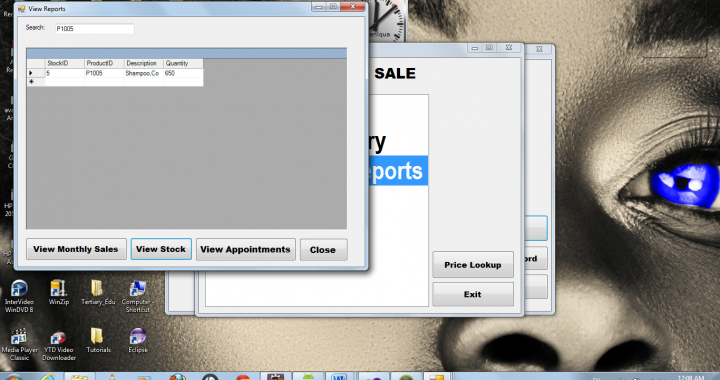 View Reports
Search: P1005
StockID ProductID Description Quantity
5 P1005 Shampoo,Co 650
View Monthly Sales View Stock View Appointments Close
SALE
ry
eports
Price Lookup
Exit
ord
InterVideo WinDVD 8
WinZip
Tertiary_Edu
Computer - Shortcut
Media Player Classic
YTD Video Downloader
Tutorials
Eclipse
12:08 AM